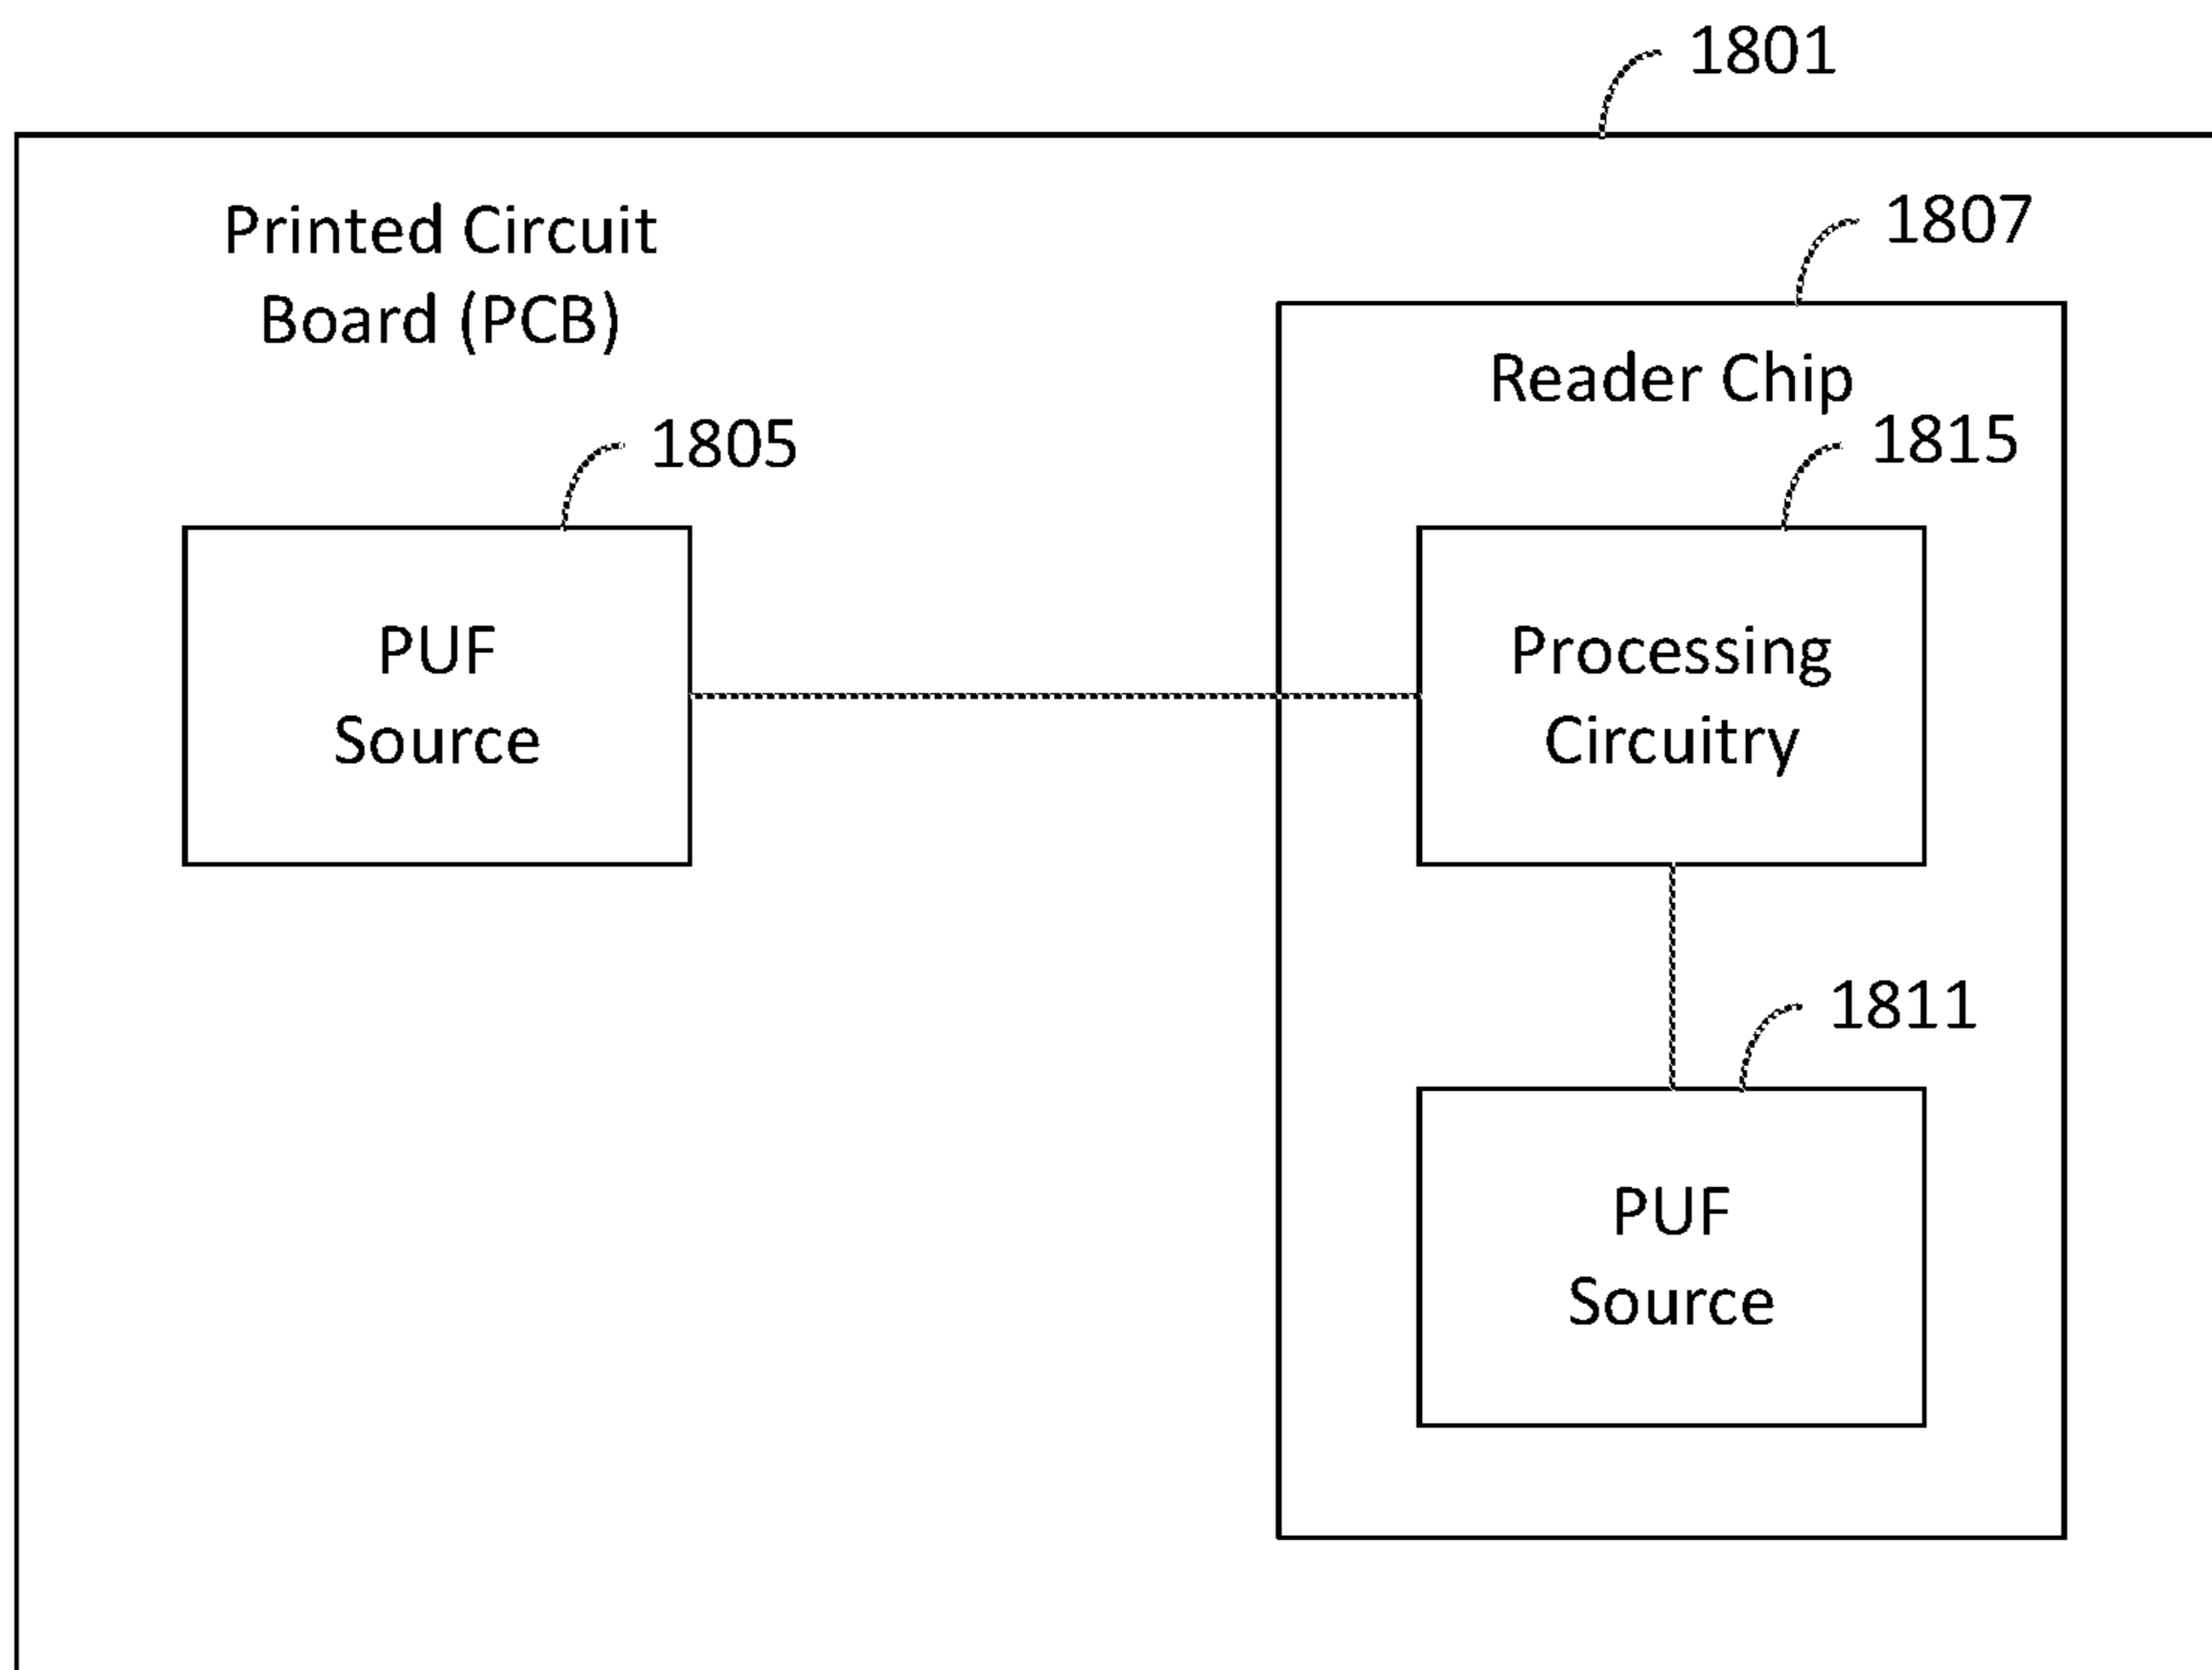 1801
Printed Circuit
Board (PCB)
1807
Reader Chip
1805
1815
PUF
Source
Processing
Circuitry
1811
PUF
Source